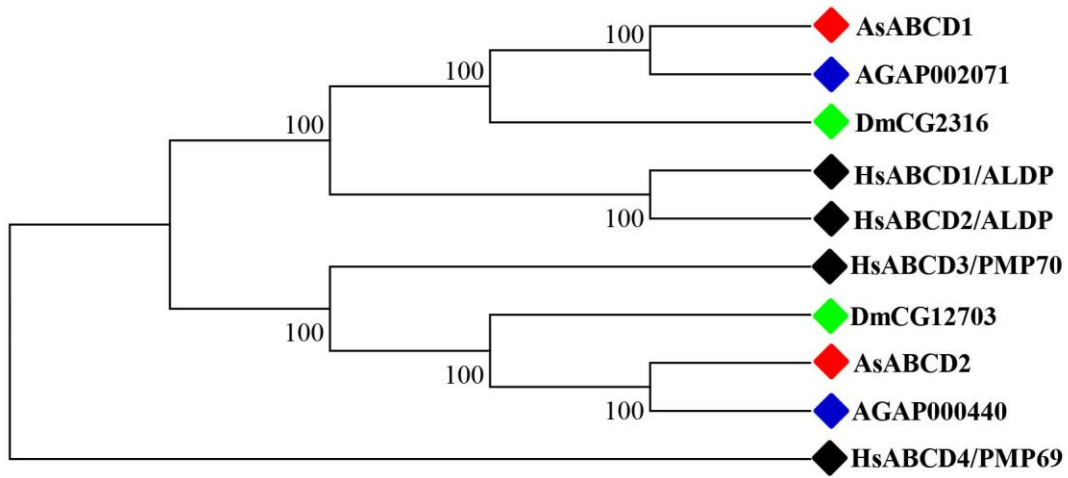 100
AsABCD1
100
AGAP002071
100
DmCG2316
HsABCD1/ALDP
100
HsABCD2/ALDP
HsABCD3/PMP70
100
DmCG12703
100
AsABCD2
100
AGAP000440
HsABCD4/PMP69